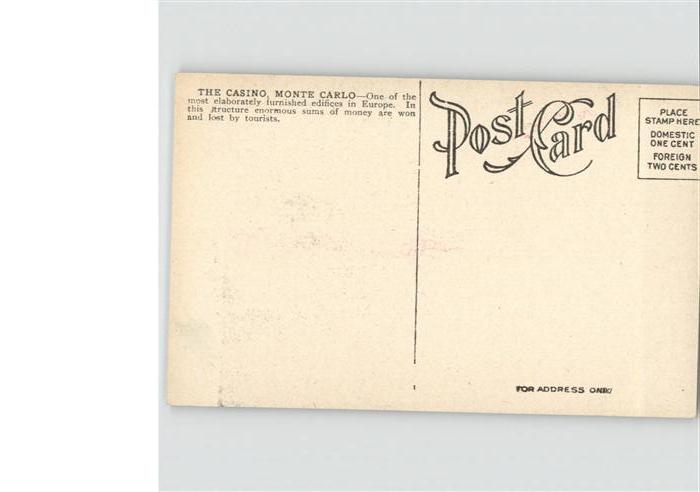 THE CASINO, MONTE CARLO—One of the
most elaborately furnished edifices in Europe. In
this structure enormous sums of money are won
and lost by tourists.
Post Card
PLACE
STAMP HERE
DOMESTIC
ONE CENT
FOREIGN
TWO CENTS
FOR ADDRESS ONLY